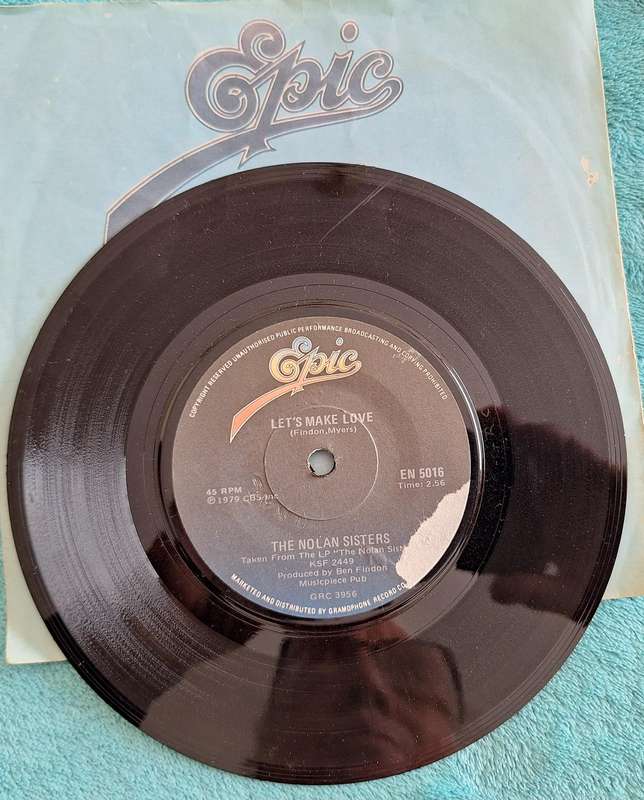 Epic
COPYRIGHT RESERVED UNAUTHORISED PUBLIC PERFORMANCE BROADCASTING AND COPYING PROHIBITED
Epic
LET'S MAKE LOVE
(Findon,Myers)
EN 5016
Time: 2.56
45 RPM
℗ 1979 CBS Inc
THE NOLAN SISTERS
Taken From The LP "The Nolan
KSF 2449
Produced by Ben Findon
Musicpiece Pub
GRC 3956
MARKETED AND DISTRIBUTED BY GRAMOPHONE RECORD CO